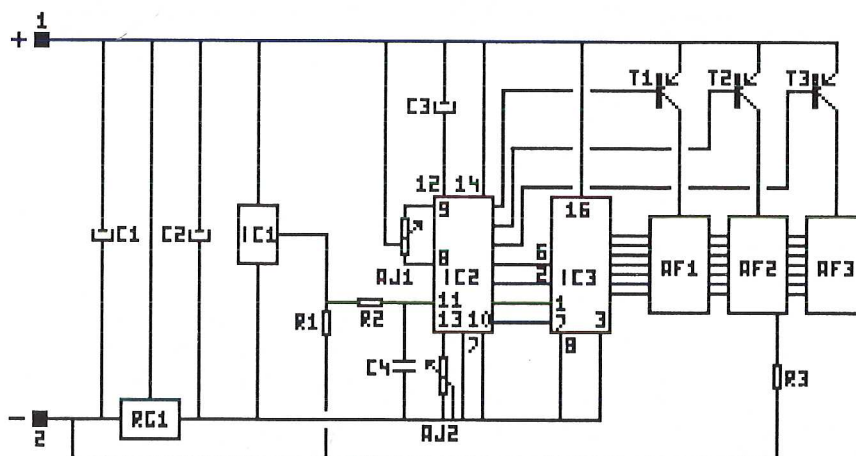 1
+
T1 T2 T3
C3
12 14
9
16
C1 C2 IC1
8
6
AJ1 IC2 2 IC3 AF1 AF2 AF3
11 1
R1 R2 13 10 7 3
7 8
C4
R3
- RG1
2 AJ2